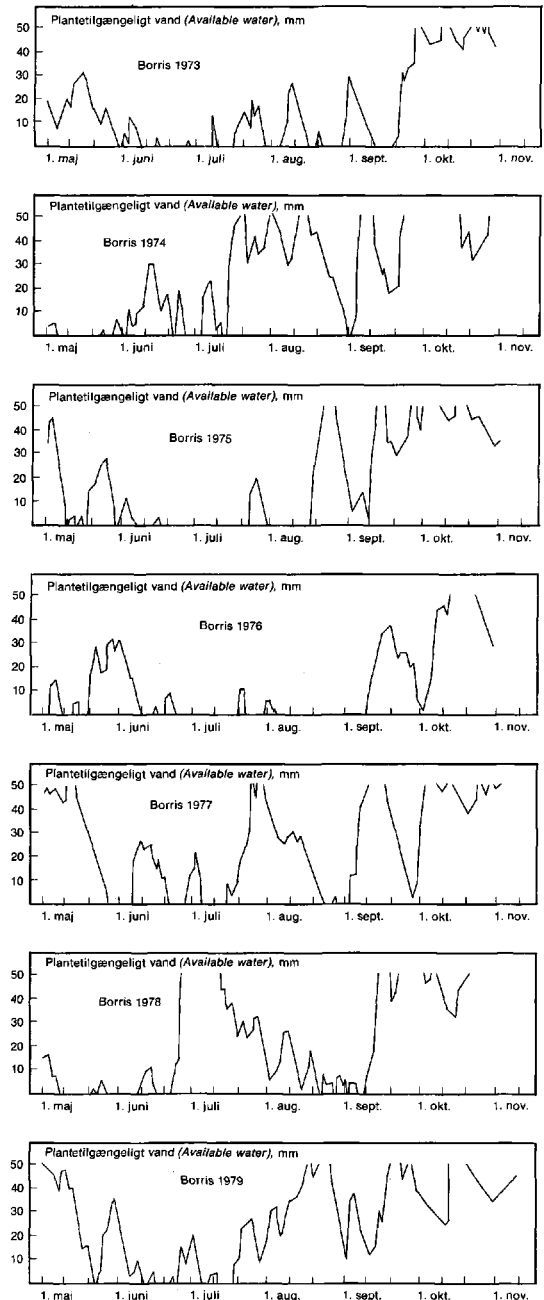 Plantetilgængeligt vand (Available water), mm
50
40
30
20
10
Borris 1973
1. maj 1. juni 1. juli 1. aug. 1. sept. 1. okt. 1. nov.
Plantetilgængeligt vand (Available water), mm
50
40
30
20
10
Borris 1974
1. maj 1. juni 1. juli 1. aug. 1. sept. 1. okt. 1. nov.
Plantetilgængeligt vand (Available water), mm
50
40
30
20
10
Borris 1975
1. maj 1. juni 1. juli 1. aug. 1. sept. 1. okt. 1. nov.
Plantetilgængeligt vand (Available water), mm
50
40
30
20
10
Borris 1976
1. maj 1. juni 1. juli 1. aug. 1. sept. 1. okt. 1. nov.
Plantetilgængeligt vand (Available water), mm
50
40
30
20
10
Borris 1977
1. maj 1. juni 1. juli 1. aug. 1. sept. 1. okt. 1. nov.
Plantetilgængeligt vand (Available water), mm
50
40
30
20
10
Borris 1978
1. maj 1. juni 1. juli 1. aug. 1. sept. 1. okt. 1. nov.
Plantetilgængeligt vand (Available water), mm
50
40
30
20
10
Borris 1979
1. maj 1. juni 1. juli 1. aug. 1. sept. 1. okt. 1. nov.